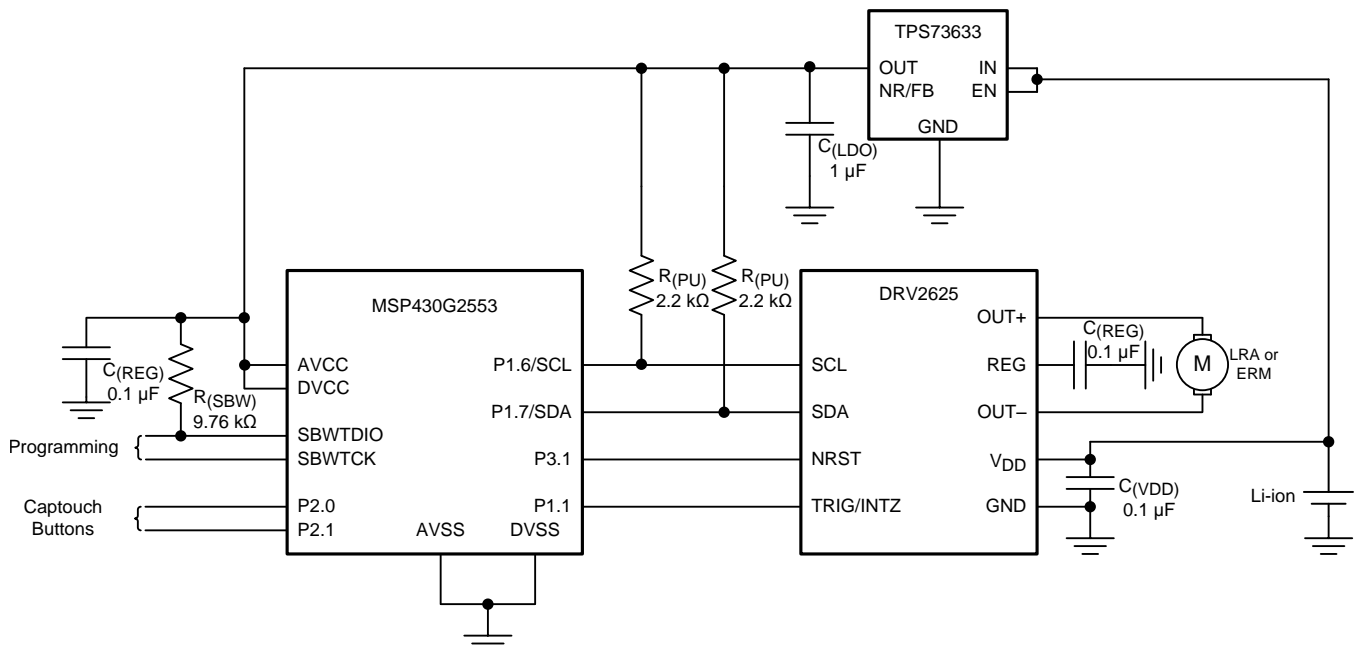 TPS73633
OUT
IN
NR/FB
EN
GND
C(LDO)
1 µF
R(PU)
2.2 kΩ
R(PU)
2.2 kΩ
MSP430G2553
DRV2625
C(REG)
0.1 µF
R(SBW)
9.76 kΩ
AVCC
DVCC
SBWTDIO
SBWTCK
P2.0
P2.1
AVSS
DVSS
P1.6/SCL
P1.7/SDA
P3.1
P1.1
Programming
Captouch
Buttons
SCL
SDA
NRST
TRIG/INTZ
OUT+
REG
OUT–
VDD
GND
C(REG)
0.1 µF
M
LRA or
ERM
C(VDD)
0.1 µF
Li-ion